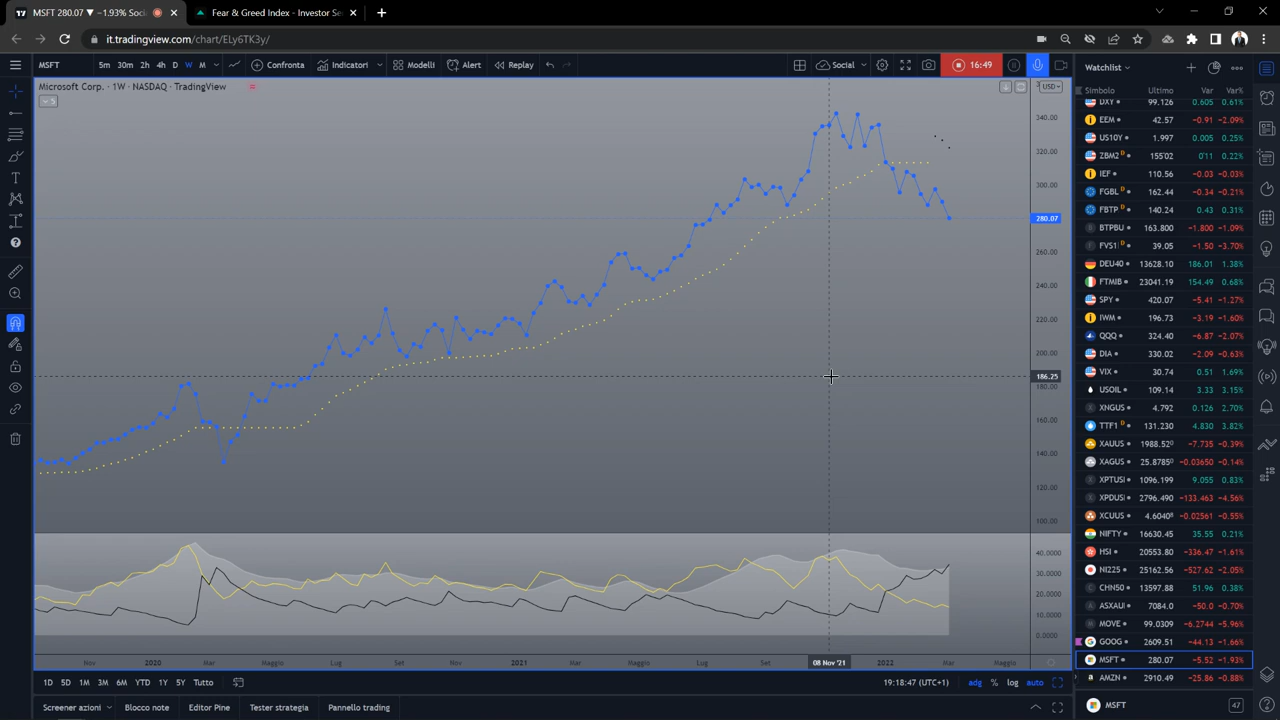 MSFT 280.07 ▼ −1.93% Soci
Fear & Greed Index - Investor Se
it.tradingview.com/chart/ELy6TK3y/
MSFT 5m 30m 2h 4h D W M Confronta Indicatori Modelli Alert Replay Social 16:49
Microsoft Corp. · 1W · NASDAQ · TradingView
5
USD
340.00
320.00
300.00
280.07
260.00
240.00
220.00
200.00
186.25
180.00
160.00
140.00
120.00
100.00
40.0000
30.0000
20.0000
10.0000
0.0000
Nov 2020 Mar Maggio Lug Set Nov 2021 Mar Maggio Lug Set 08 Nov '21 2022 Mar Maggio
1D 5D 1M 3M 6M YTD 1Y 5Y Tutto
19:18:47 (UTC+1) adg % log auto
Screener azioni Blocco note Editor Pine Tester strategia Pannello trading
Watchlist
Simbolo Ultimo Var Var%
DXY 99.126 0.605 0.61%
EEM 42.57 −0.91 −2.09%
US10Y 1.997 0.005 0.25%
ZBM2 D 155'02 0'11 0.22%
IEF 110.56 −0.03 −0.03%
FGBL D 162.44 −0.34 −0.21%
FBTP D 140.24 0.43 0.31%
BTPBU 163.800 −1.800 −1.09%
FVS1 D 39.05 −1.50 −3.70%
DEU40 13628.10 186.01 1.38%
FTMIB 23041.19 154.49 0.68%
SPY 420.07 −5.41 −1.27%
IWM 196.73 −3.19 −1.60%
QQQ 324.40 −6.87 −2.07%
DIA 330.02 −2.09 −0.63%
VIX 30.74 0.51 1.69%
USOIL 109.14 3.33 3.15%
XNGUS 4.792 0.126 2.70%
TTF1 D 131.230 4.830 3.82%
XAUUS 1988.520 −7.735 −0.39%
XAGUS 25.8785 −0.03650 −0.14%
XPTUS 1096.199 9.055 0.83%
XPDUS 2796.490 −133.463 −4.56%
XCUUS 4.6040 −0.02561 −0.55%
NIFTY 16630.45 35.55 0.21%
HSI 20553.80 −336.47 −1.61%
NI225 25162.56 −527.62 −2.05%
CHN50 13597.88 51.96 0.38%
ASXAU 7084.0 −50.0 −0.70%
MOVE 99.0309 −6.2744 −5.96%
GOOG 2609.51 −44.13 −1.66%
MSFT 280.07 −5.52 −1.93%
AMZN 2910.49 −25.86 −0.88%
MSFT 47